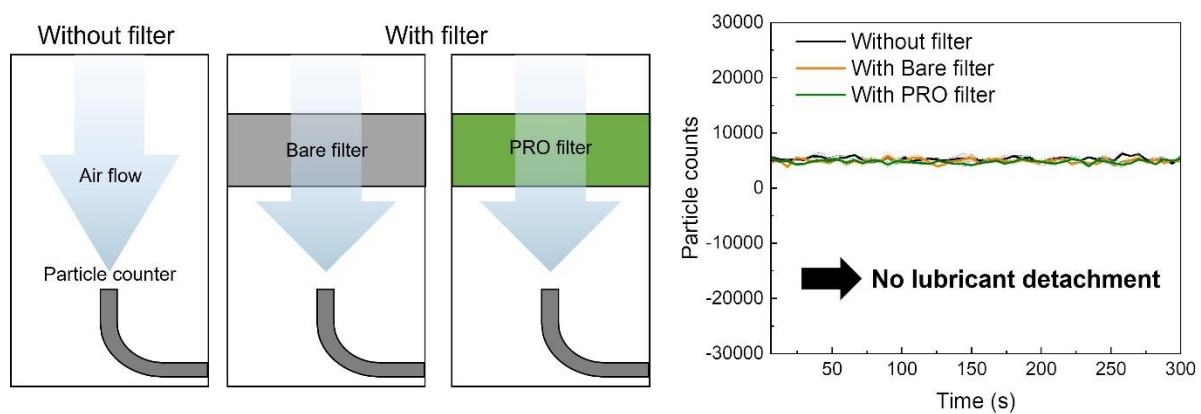 Without filter
With filter
Air flow
Bare filter
PRO filter
Particle counter
30000
20000
10000
0
-10000
-20000
-30000
Particle counts
Without filter
With Bare filter
With PRO filter
No lubricant detachment
50
100
150
200
250
300
Time (s)